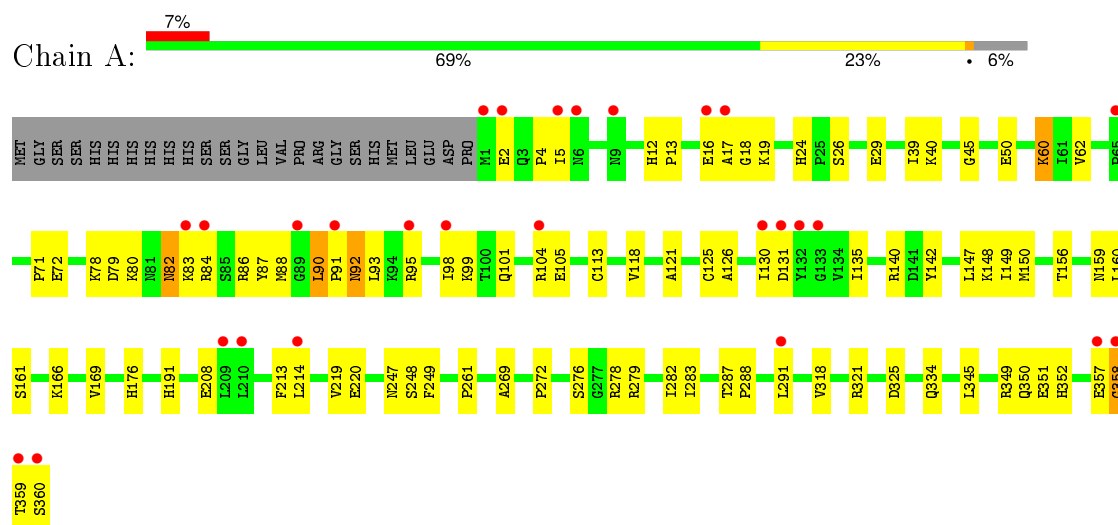 7%
Chain A:
69% 23% • 6%
MET GLY SER SER HIS HIS HIS HIS HIS HIS SER SER GLY LEU VAL PRO ARG GLY SER HIS MET LEU GLU ASP PRO M1 E2 Q3 P4 I5 N6 N9 H12 P13 E16 A17 G18 K19 H24 P25 S26 E29 I39 K40 G45 E50 K60 I61 V62
P71 E72 K78 D79 K80 N81 N82 K83 R84 S85 R86 Y87 M88 G89 L90 P91 N92 L93 K94 R95 I98 K99 T100 Q101 R104 E105 C113 V118 A121 C125 A126 I130 D131 Y132 G133 V134 I135 R140 D141 Y142 L147 K148 I149 M150 T156 N159 L160
S161 K166 V169 H176 H191 E208 L209 L210 F213 L214 V219 E220 N247 S248 F249 P261 A269 P272 S276 G277 R278 R279 I282 I283 T287 P288 L291 V318 R321 D325 Q334 L345 R349 Q350 E351 H352 E357
T359 S360